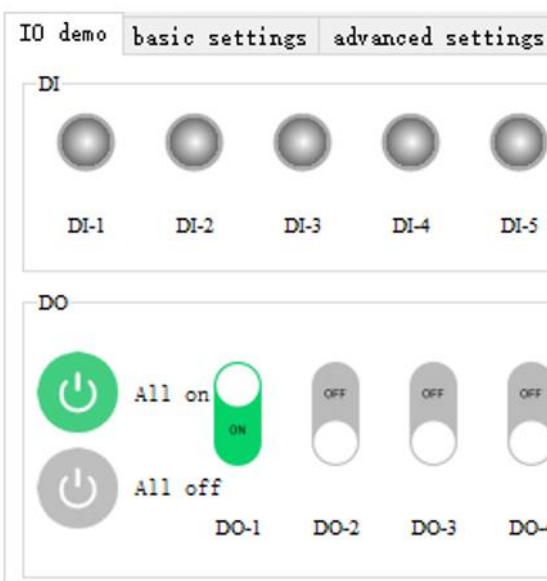 IO demo basic settings advanced settings
DI
DI-1 DI-2 DI-3 DI-4 DI-5
DO
OFF OFF OFF
All on
ON
All off
DO-1 DO-2 DO-3